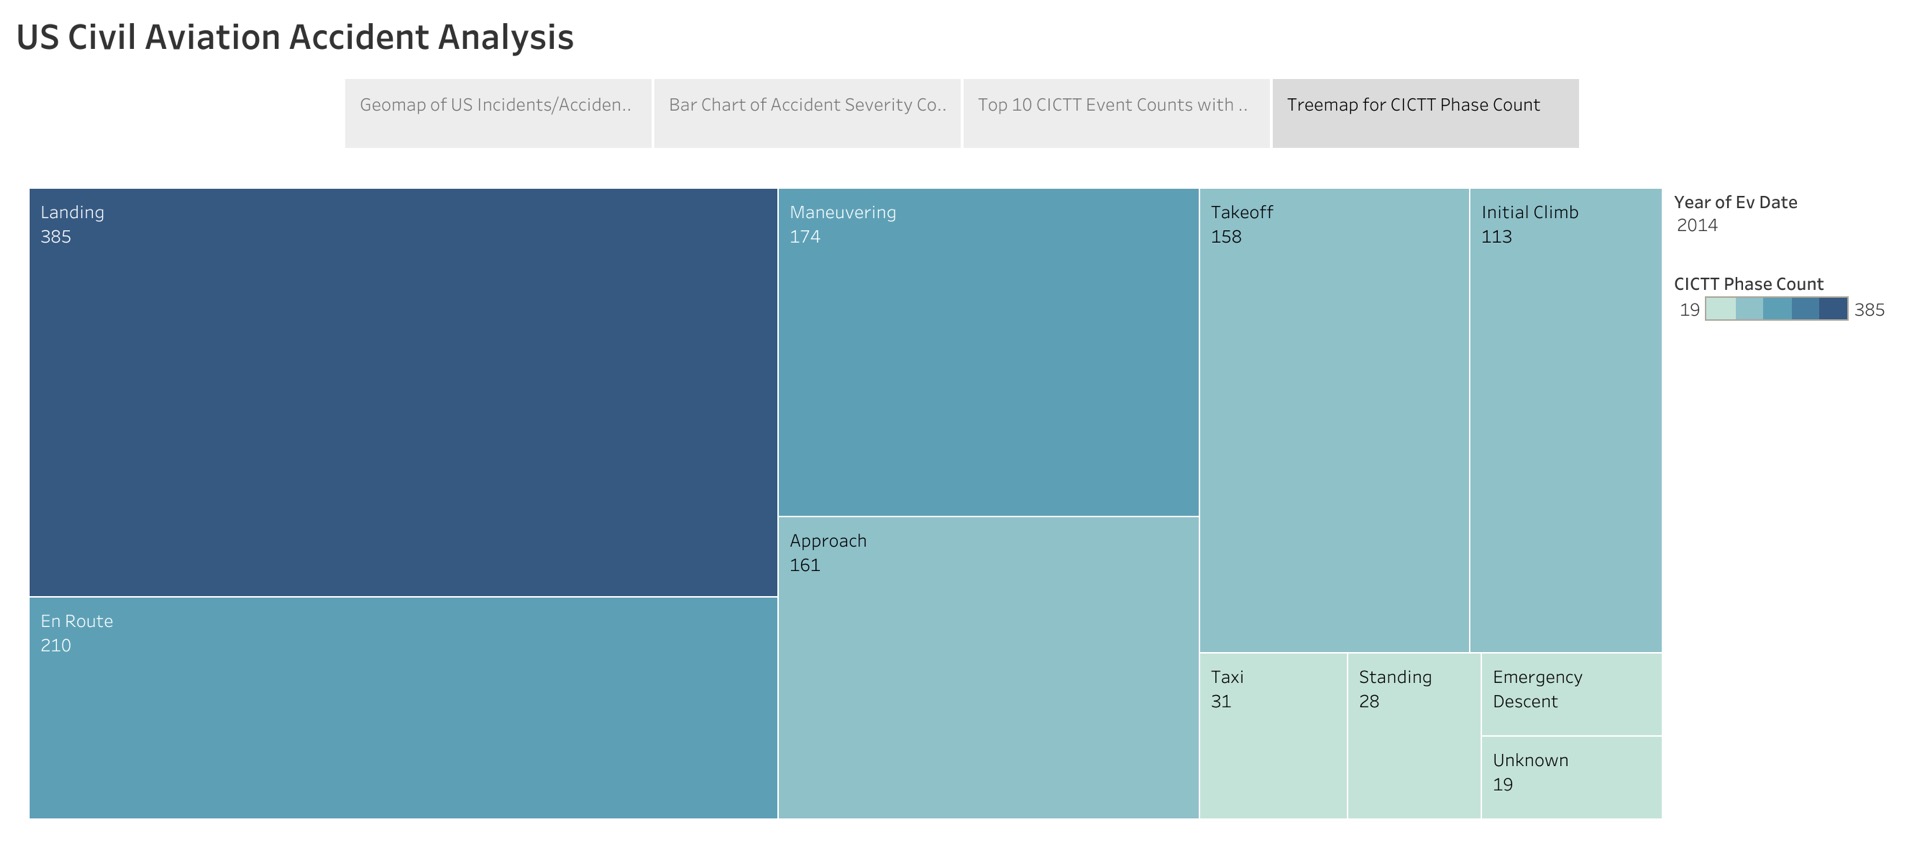 US Civil Aviation Accident Analysis
Geomap of US Incidents/Acciden..
Bar Chart of Accident Severity Co..
Top 10 CICTT Event Counts with ..
Treemap for CICTT Phase Count
Landing
385
En Route
210
Maneuvering
174
Approach
161
Takeoff
158
Initial Climb
113
Taxi
31
Standing
28
Emergency
Descent
Unknown
19
Year of Ev Date
2014
CICTT Phase Count
19
385